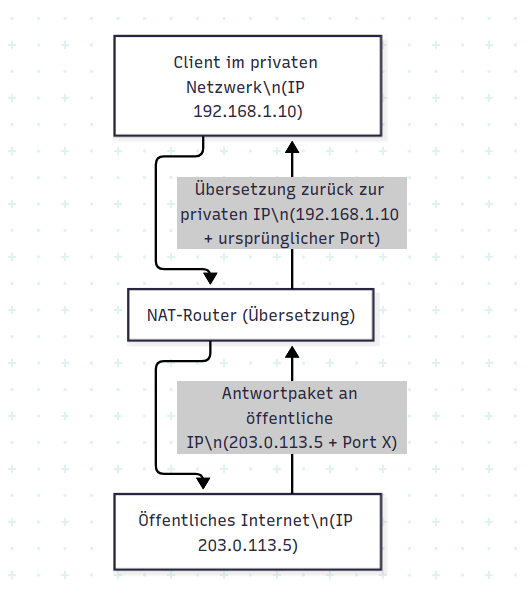 Client im privaten
Netzwerk\n(IP
192.168.1.10)
Übersetzung zurück zur
privaten IP\n(192.168.1.10
+ ursprünglicher Port)
NAT-Router (Übersetzung)
Antwortpaket an
öffentliche
IP\n(203.0.113.5 + Port X)
Öffentliches Internet\n(IP
203.0.113.5)